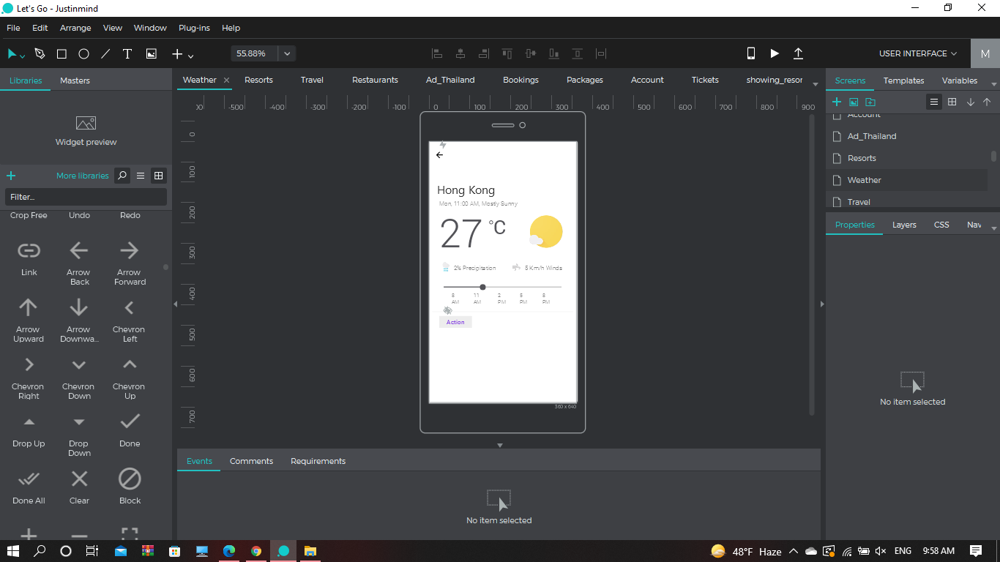 Let's Go - Justinmind
File Edit Arrange View Window Plug-ins Help
55.88%
USER INTERFACE
M
Libraries Masters
Weather Resorts Travel Restaurants Ad_Thailand Bookings Packages Account Tickets showing_resor
Screens Templates Variables
-500 -400 -300 -200 -100 0 100 200 300 400 500 600 700 800 900
0
100
200
300
400
500
600
700
Widget preview
More libraries
Filter...
Crop Free Undo Redo
Link Arrow Back Arrow Forward
Arrow Upward Arrow Downwa... Chevron Left
Chevron Right Chevron Down Chevron Up
Drop Up Drop Down Done
Done All Clear Block
Hong Kong
Mon, 11:00 AM, Mostly Sunny
27 °C
2% Precipitation 5 Km/h Winds
8 AM 11 AM 2 PM 5 PM 8 PM
Action
360 x 640
Events Comments Requirements
No item selected
Account
Ad_Thailand
Resorts
Weather
Travel
Properties Layers CSS Nav
No item selected
48°F Haze
ENG
9:58 AM